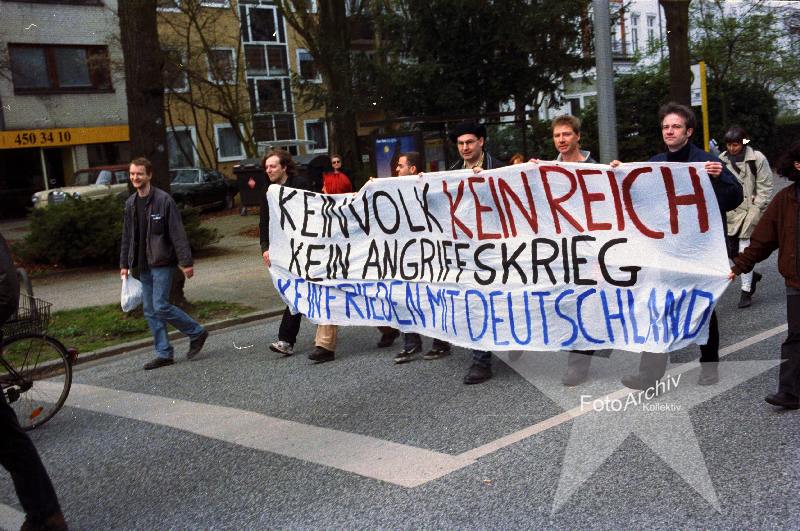 450 34 10
KEIN VOLK KEIN REICH
KEIN ANGRIFFSKRIEG
KEIN FRIEDEN MIT DEUTSCHLAND
FotoArchiv
Kollektiv